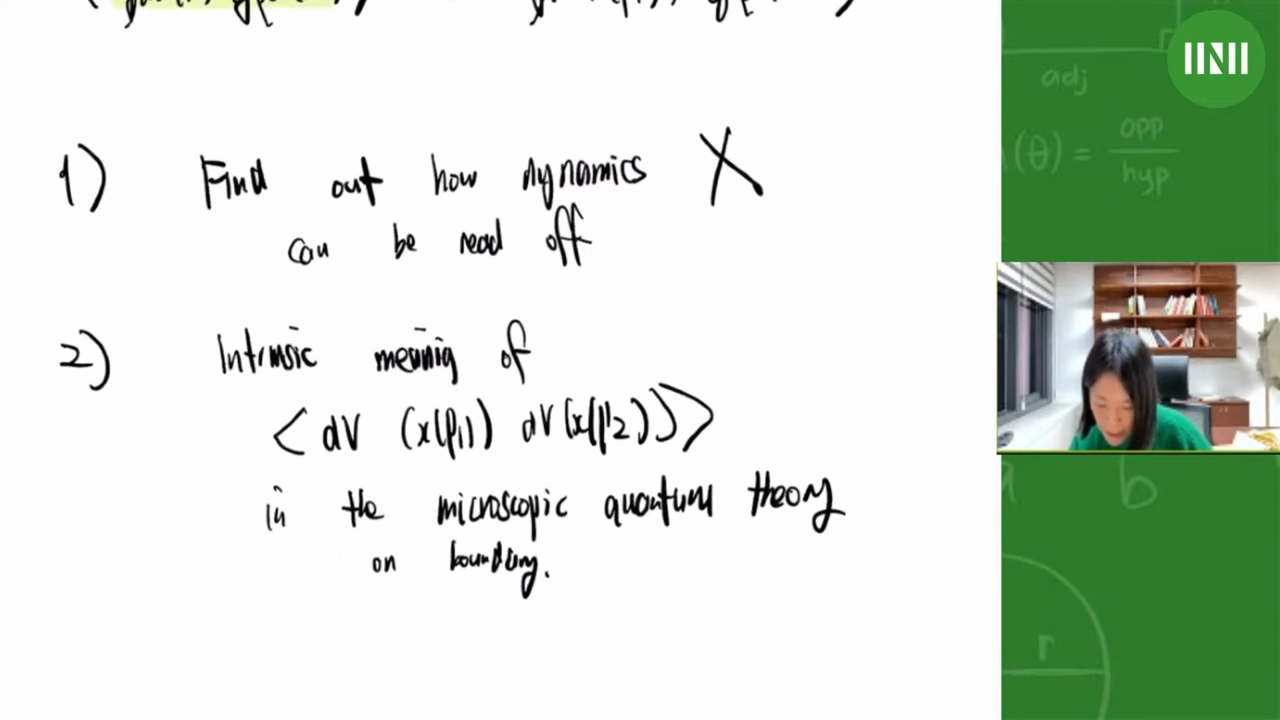 1) Find out how dynamics X
can be read off
2) Intrinsic meaning of
< dV (x(p1) dV(x(p'2))>
in the microscopic quantum theory
on boundary.
adj
(θ) = opp
hyp
b
r